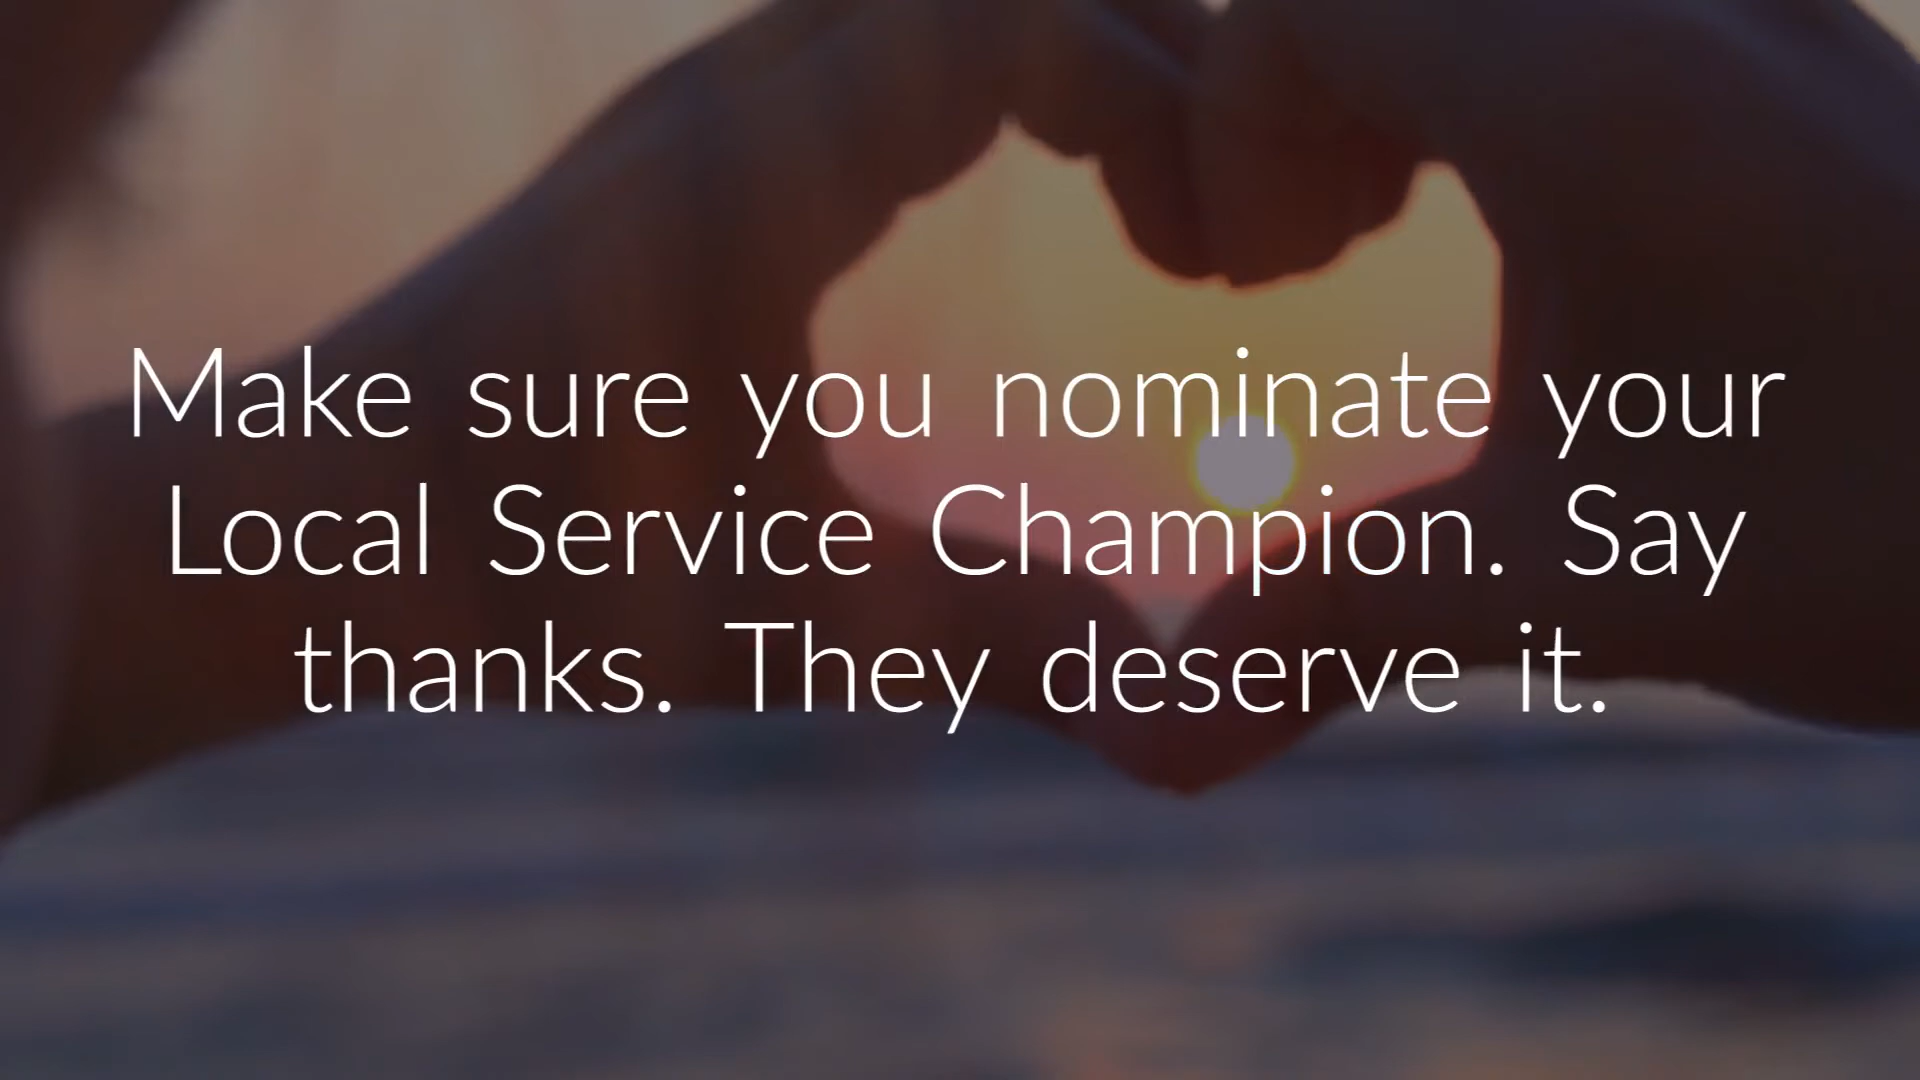 Make sure you nominate your
Local Service Champion. Say
thanks. They deserve it.